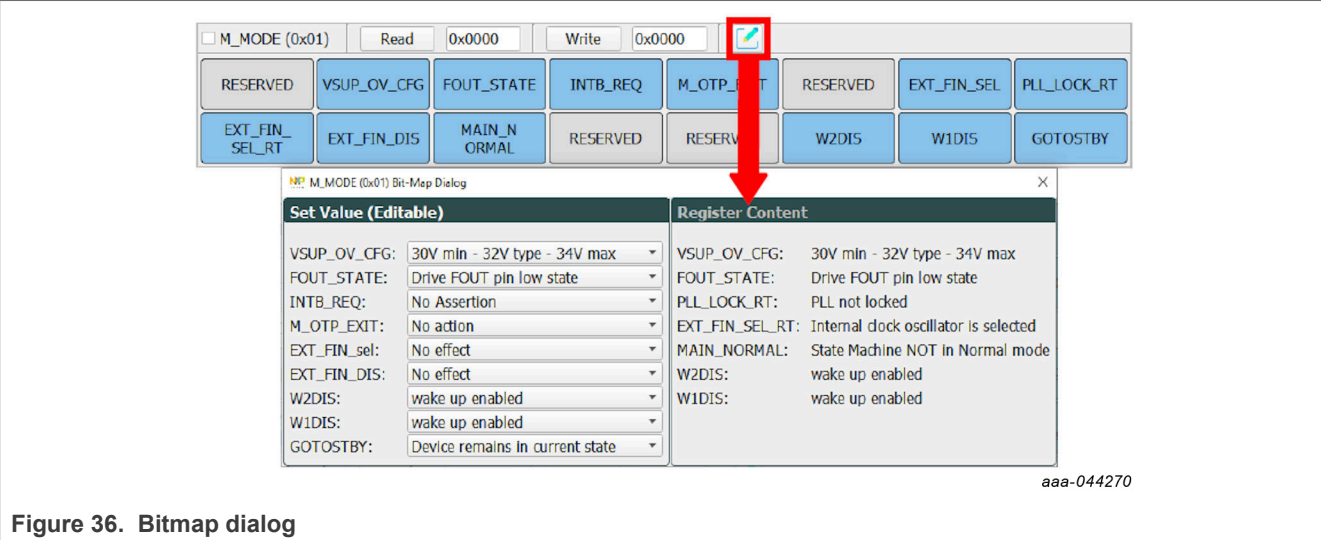 M_MODE (0x01) Read 0x0000 Write 0x0000
RESERVED VSUP_OV_CFG FOUT_STATE INTB_REQ M_OTP_E T RESERVED EXT_FIN_SEL PLL_LOCK_RT
EXT_FIN_
SEL_RT EXT_FIN_DIS MAIN_N
ORMAL RESERVED RESERV W2DIS W1DIS GOTOSTBY
NXP M_MODE (0x01) Bit-Map Dialog
Set Value (Editable) Register Content
VSUP_OV_CFG: 30V min - 32V type - 34V max VSUP_OV_CFG: 30V min - 32V type - 34V max
FOUT_STATE: Drive FOUT pin low state FOUT_STATE: Drive FOUT pin low state
INTB_REQ: No Assertion PLL_LOCK_RT: PLL not locked
M_OTP_EXIT: No action EXT_FIN_SEL_RT: Internal clock oscillator is selected
EXT_FIN_sel: No effect MAIN_NORMAL: State Machine NOT in Normal mode
EXT_FIN_DIS: No effect W2DIS: wake up enabled
W2DIS: wake up enabled W1DIS: wake up enabled
W1DIS: wake up enabled
GOTOSTBY: Device remains in current state
aaa-044270
Figure 36. Bitmap dialog